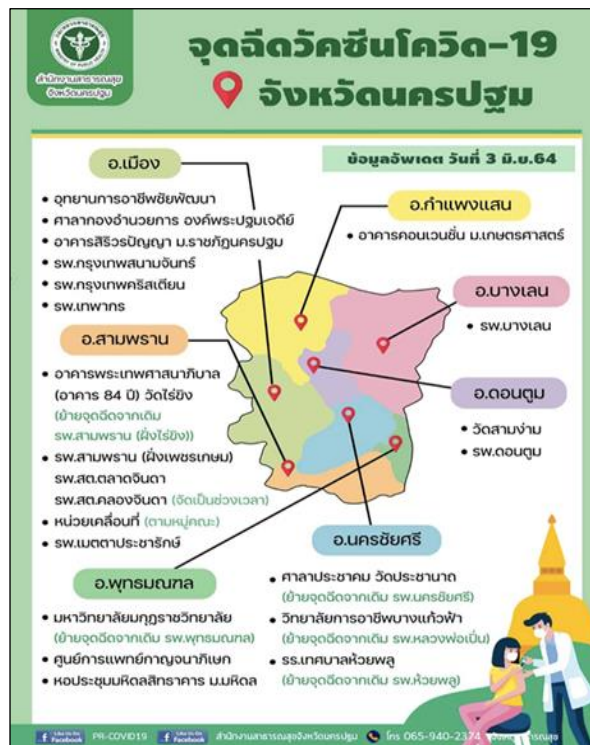 กระทรวงสาธารณสุข
MINISTRY OF PUBLIC HEALTH
สำนักงานสาธารณสุข
จังหวัดนครปฐม
จุดฉีดวัคซีนโควิด-19
จังหวัดนครปฐม
ข้อมูลอัพเดต วันที่ 3 มิ.ย.64
อ.เมือง
• อุทยานการอาชีพชัยพัฒนา
• ศาลากองอำนวยการ องค์พระปฐมเจดีย์
• อาคารสิริวรปัญญา ม.ราชภัฏนครปฐม
• รพ.กรุงเทพสนามจันทร์
• รพ.กรุงเทพคริสเตียน
• รพ.เทพากร
อ.กำแพงแสน
• อาคารคอนเวนชั่น ม.เกษตรศาสตร์
อ.บางเลน
• รพ.บางเลน
อ.ดอนตูม
• วัดสามง่าม
• รพ.ดอนตูม
อ.สามพราน
• อาคารพระเทพศาสนาภิบาล
(อาคาร 84 ปี) วัดไร่ขิง
(ย้ายจุดฉีดจากเดิม
รพ.สามพราน (ฝั่งไร่ขิง))
• รพ.สามพราน (ฝั่งเพชรเกษม)
รพ.สต.ตลาดจินดา
รพ.สต.คลองจินดา (จัดเป็นช่วงเวลา)
• หน่วยเคลื่อนที่ (ตามหมู่คณะ)
• รพ.เมตตาประชารักษ์
อ.นครชัยศรี
• ศาลาประชาคม วัดประชานาถ
(ย้ายจุดฉีดจากเดิม รพ.นครชัยศรี)
• วิทยาลัยการอาชีพบางแก้วฟ้า
(ย้ายจุดฉีดจากเดิม รพ.หลวงพ่อเปิ่น)
• รร.เทศบาลห้วยพลู
(ย้ายจุดฉีดจากเดิม รพ.ห้วยพลู)
อ.พุทธมณฑล
• มหาวิทยาลัยมกุฏราชวิทยาลัย
(ย้ายจุดฉีดจากเดิม รพ.พุทธมณฑล)
• ศูนย์การแพทย์กาญจนาภิเษก
• หอประชุมมหิดลสิทธาคาร ม.มหิดล
Like Us On Facebook PR-COVID19 Like Us On Facebook สำนักงานสาธารณสุขจังหวัดนครปฐม โทร 065-940-2374